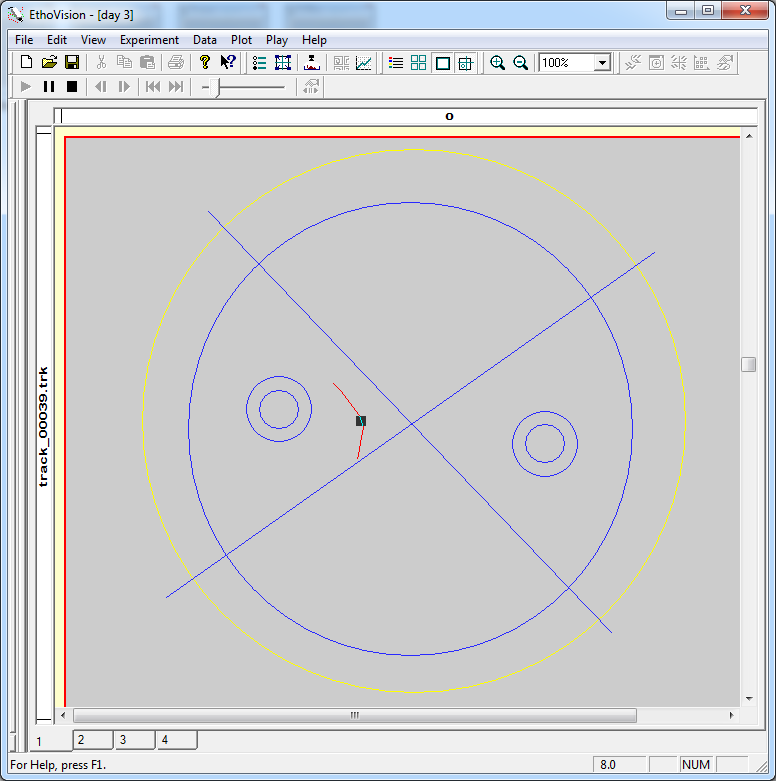 EthoVision - [day 3]
File Edit View Experiment Data Plot Play Help
100%
o
track_00039.trk
1 2 3 4
For Help, press F1. 8.0 NUM